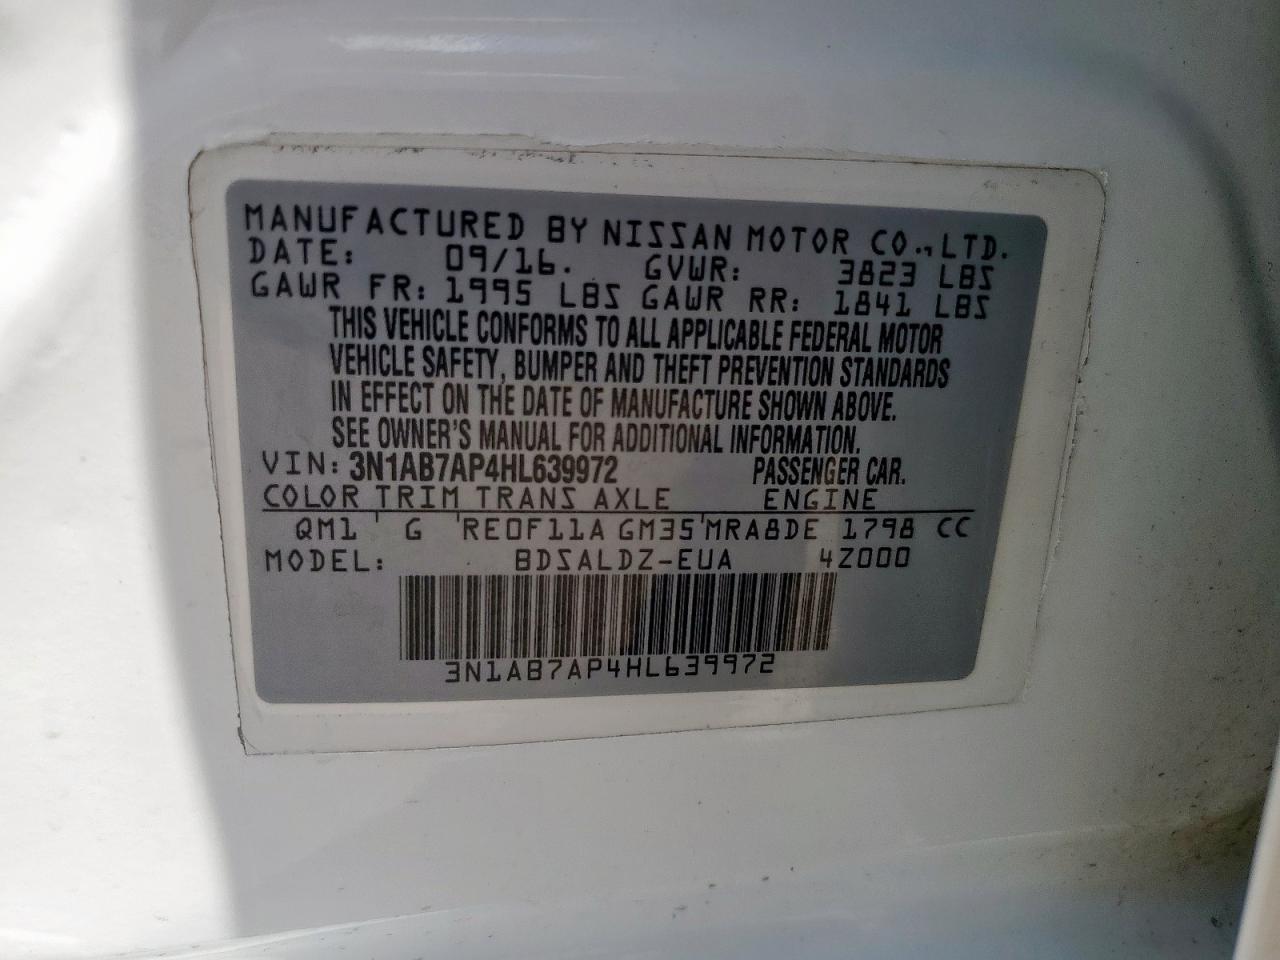 MANUFACTURED BY NISSAN MOTOR CO., LTD.
DATE: 09/16. GVWR: 3823 LBS
GAWR FR: 1995 LBS GAWR RR: 1841 LBS
THIS VEHICLE CONFORMS TO ALL APPLICABLE FEDERAL MOTOR
VEHICLE SAFETY, BUMPER AND THEFT PREVENTION STANDARDS
IN EFFECT ON THE DATE OF MANUFACTURE SHOWN ABOVE.
SEE OWNER'S MANUAL FOR ADDITIONAL INFORMATION.
VIN: 3N1AB7AP4HL639972 PASSENGER CAR.
COLOR TRIM TRANS AXLE ENGINE
QM1 ' G ' RE0F11A GM35 ' MRA8DE 1798 CC
MODEL: BDSALDZ-EUA 4Z000
3N1AB7AP4HL639972